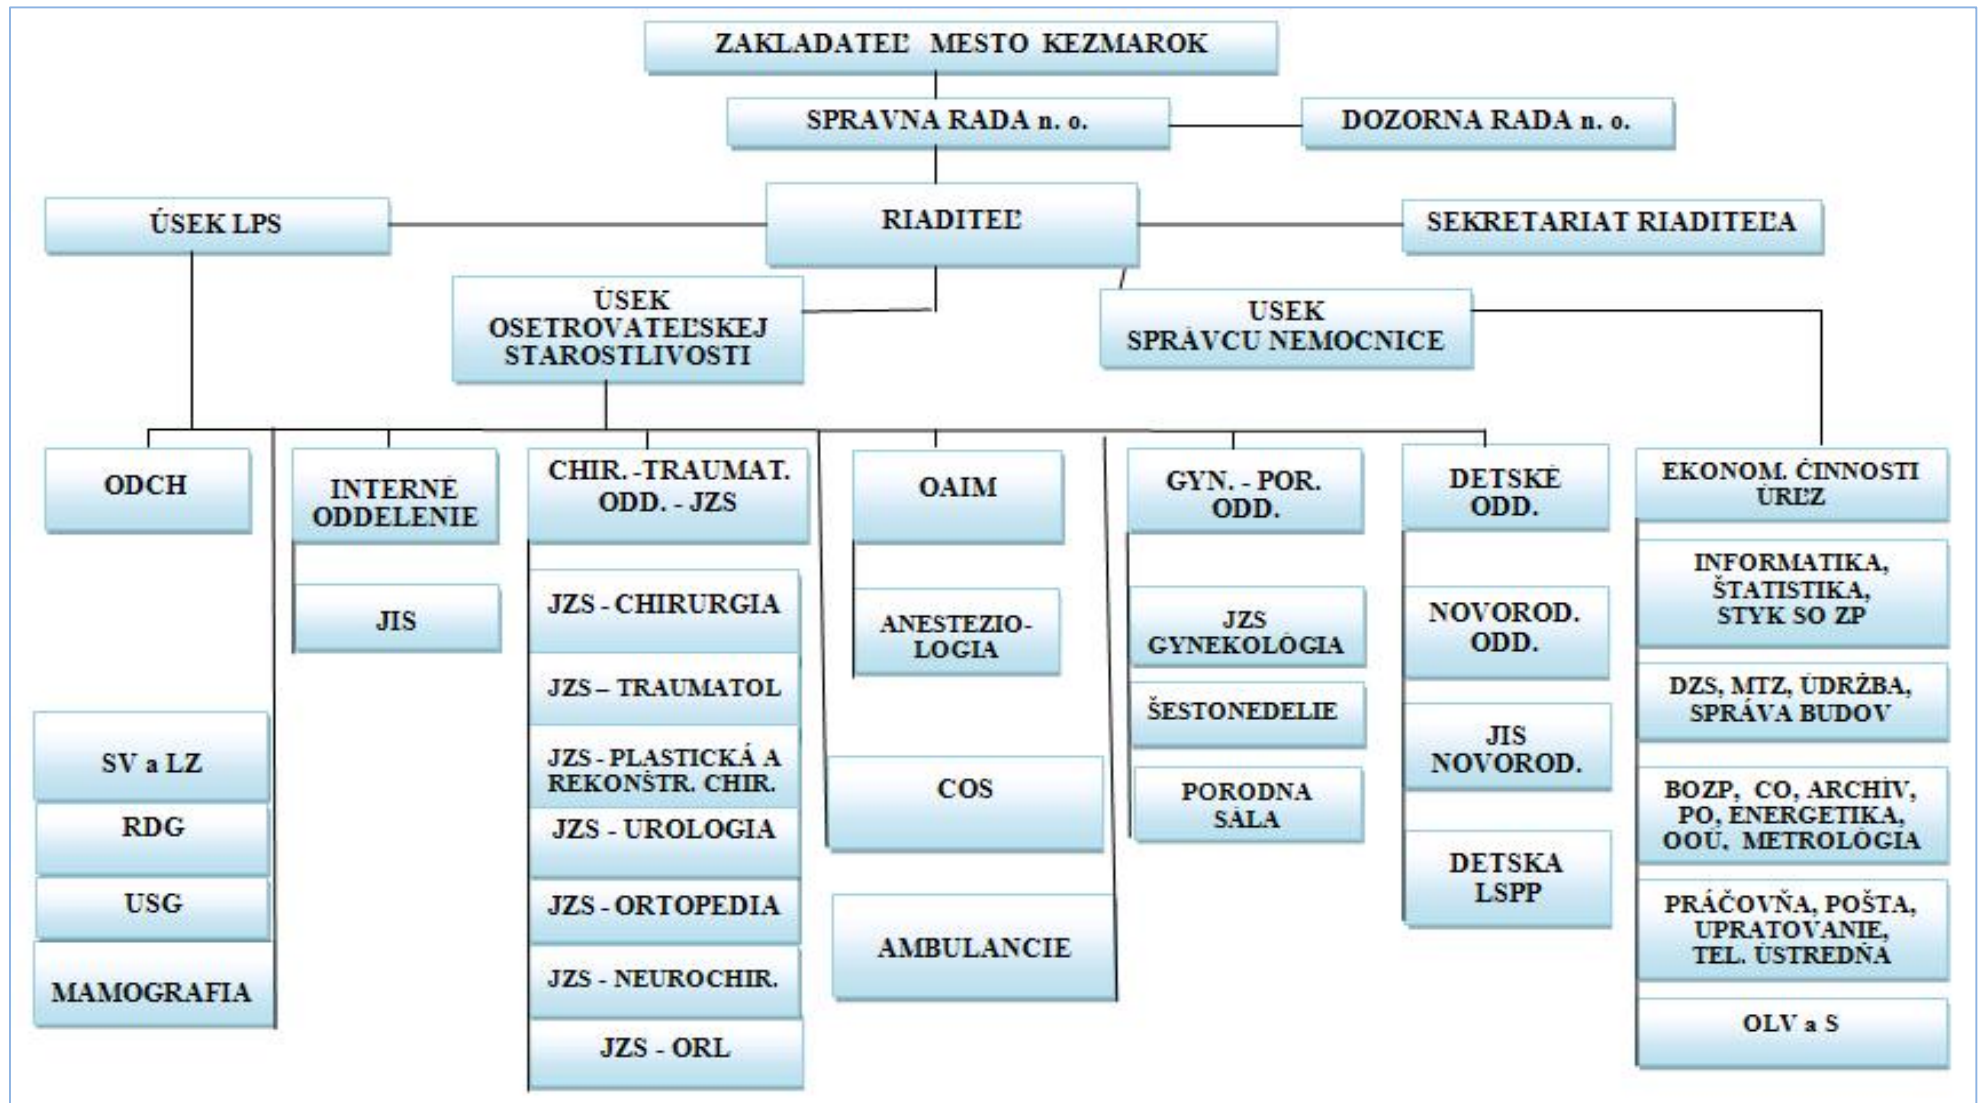 ZAKLADATEĽ MESTO KEZMAROK
SPRAVNA RADA n. o.
DOZORNA RADA n. o.
ÚSEK LPS
RIADITEĽ
SEKRETARIAT RIADITEĽA
ÚSEK
OSETROVATEĽSKEJ
STAROSTLIVOSTI
USEK
SPRÁVCU NEMOCNICE
ODCH
INTERNÉ
ODDELENIE
CHIR. -TRAUMAT.
ODD. - JZS
OAIM
GYN. - POR.
ODD.
DETSKÉ
ODD.
EKONOM. ČINNOSTI
ÚRĽZ
JIS
JZS - CHIRURGIA
JZS – TRAUMATOL
JZS - PLASTICKÁ A
REKONŠTR. CHIR.
JZS - UROLOGIA
JZS - ORTOPEDIA
JZS - NEUROCHIR.
JZS - ORL
ANESTEZIO-
LOGIA
COS
AMBULANCIE
JZS
GYNEKOLÓGIA
ŠESTONEDELIE
PORODNA
SÁLA
NOVOROD.
ODD.
JIS
NOVOROD.
DETSKA
LSPP
INFORMATIKA,
ŠTATISTIKA,
STYK SO ZP
DZS, MTZ, ÚDRŽBA,
SPRÁVA BUDOV
BOZP, CO, ARCHÍV,
PO, ENERGETIKA,
OOÚ, METROLÓGIA
PRÁČOVŇA, POŠTA,
UPRATOVANIE,
TEL. ÚSTREDŇA
OLV a S
SV a LZ
RDG
USG
MAMOGRAFIA